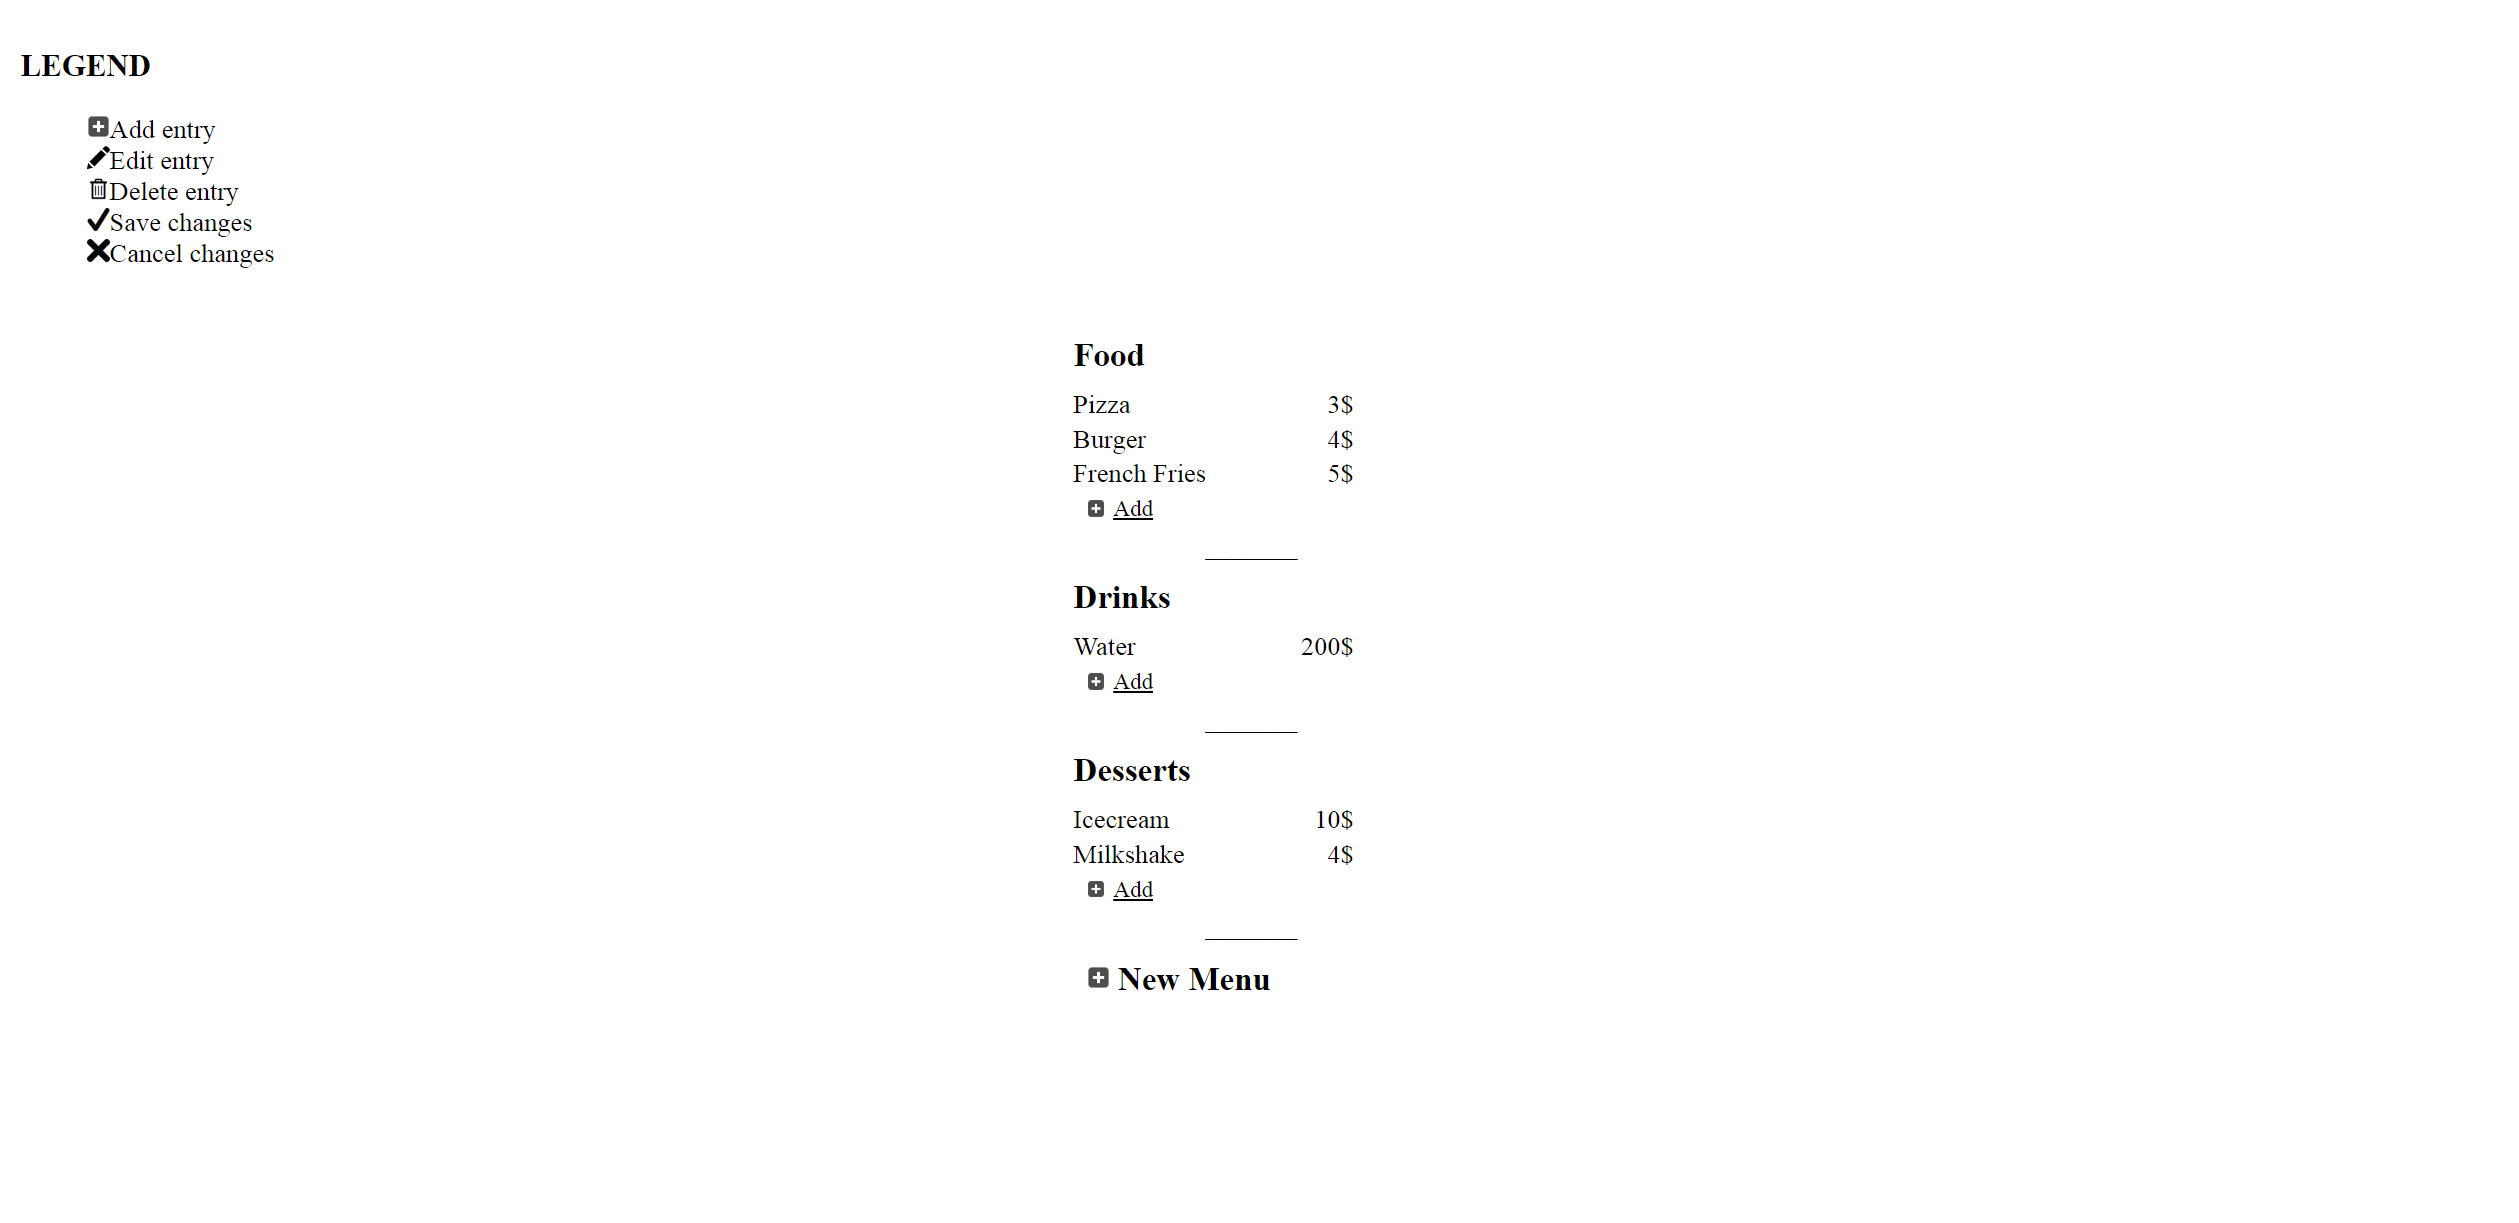 LEGEND
Add entry
Edit entry
Delete entry
Save changes
Cancel changes
Food
Pizza 3$
Burger 4$
French Fries 5$
Add
Drinks
Water 200$
Add
Desserts
Icecream 10$
Milkshake 4$
Add
New Menu